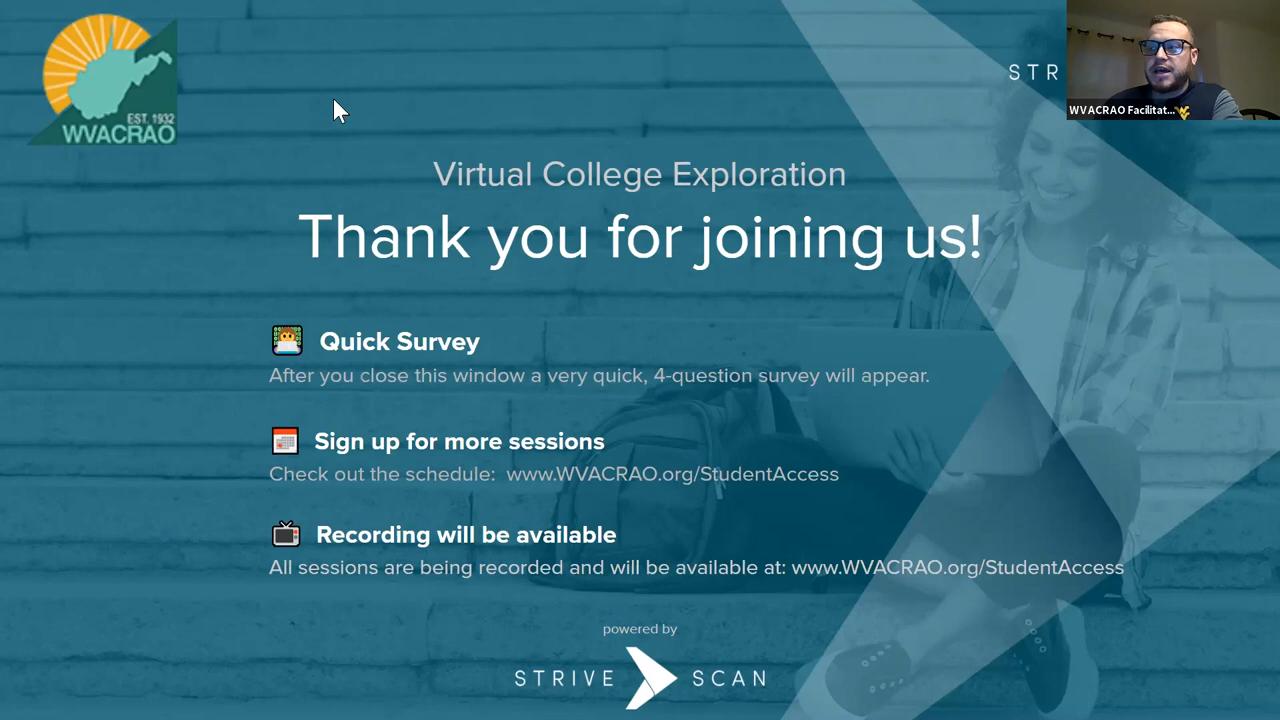 EST. 1932
WVACRAO
STR
WVACRAO Facilitat...
Virtual College Exploration
Thank you for joining us!
Quick Survey
After you close this window a very quick, 4-question survey will appear.
Sign up for more sessions
Check out the schedule: www.WVACRAO.org/StudentAccess
Recording will be available
All sessions are being recorded and will be available at: www.WVACRAO.org/StudentAccess
powered by
STRIVE SCAN